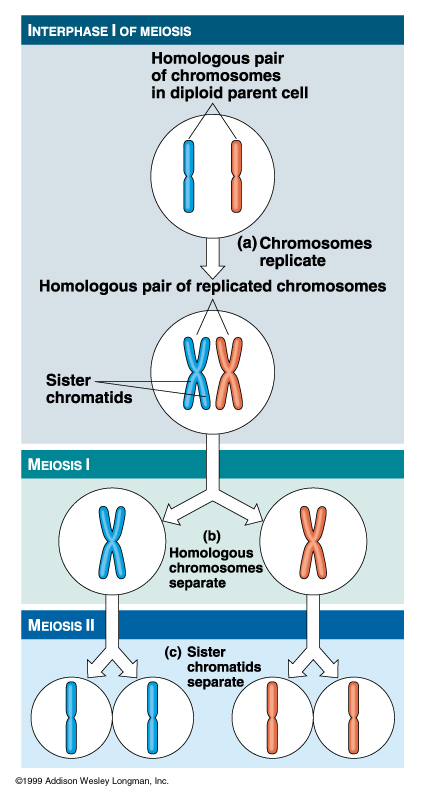 INTERPHASE I OF MEIOSIS
Homologous pair
of chromosomes
in diploid parent cell
(a) Chromosomes
replicate
Homologous pair of replicated chromosomes
Sister
chromatids
MEIOSIS I
(b)
Homologous
chromosomes
separate
MEIOSIS II
(c) Sister
chromatids
separate
©1999 Addison Wesley Longman, Inc.